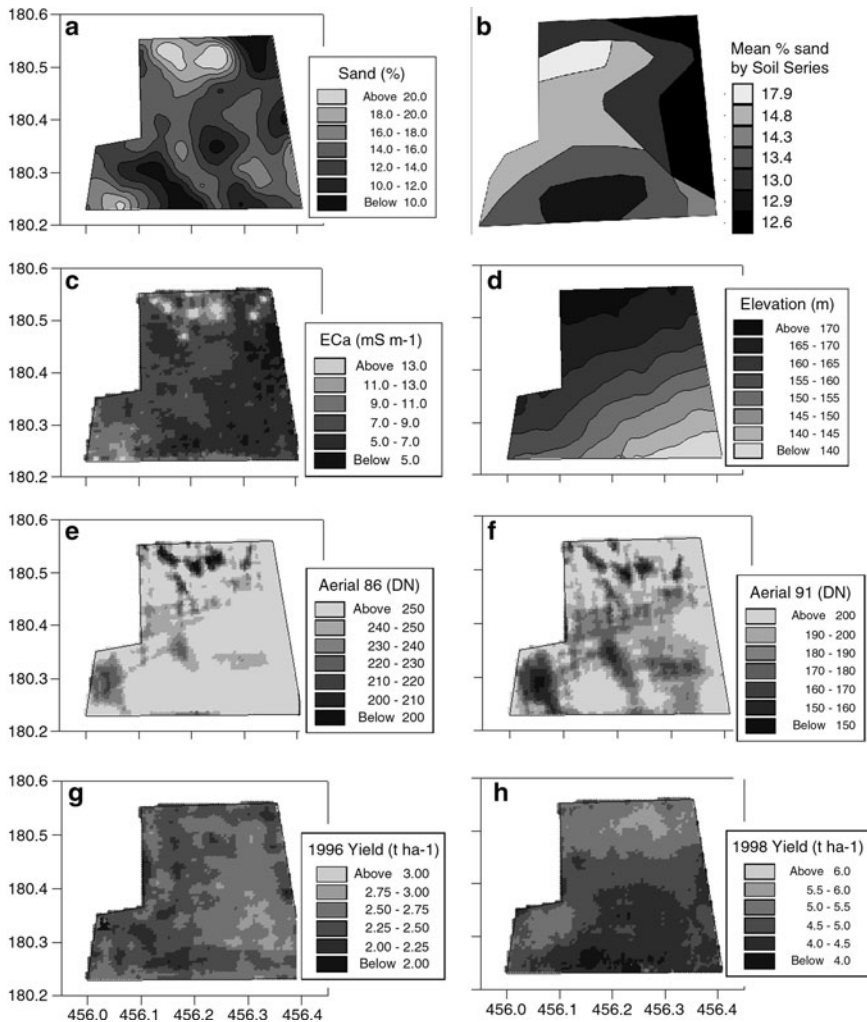 180.6
a
180.5
180.4
180.3
180.2
Sand (%)
Above 20.0
18.0 - 20.0
16.0 - 18.0
14.0 - 16.0
12.0 - 14.0
10.0 - 12.0
Below 10.0
b
Mean % sand
by Soil Series
17.9
14.8
14.3
13.4
13.0
12.9
12.6
180.6
c
180.5
180.4
180.3
180.2
ECa (mS m-1)
Above 13.0
11.0 - 13.0
9.0 - 11.0
7.0 - 9.0
5.0 - 7.0
Below 5.0
d
Elevation (m)
Above 170
165 - 170
160 - 165
155 - 160
150 - 155
145 - 150
140 - 145
Below 140
180.6
e
180.5
180.4
180.3
180.2
Aerial 86 (DN)
Above 250
240 - 250
230 - 240
220 - 230
210 - 220
200 - 210
Below 200
f
Aerial 91 (DN)
Above 200
190 - 200
180 - 190
170 - 180
160 - 170
150 - 160
Below 150
180.6
g
180.5
180.4
180.3
180.2
456.0 456.1 456.2 456.3 456.4
1996 Yield (t ha-1)
Above 3.00
2.75 - 3.00
2.50 - 2.75
2.25 - 2.50
2.00 - 2.25
Below 2.00
h
456.0 456.1 456.2 456.3 456.4
1998 Yield (t ha-1)
Above 6.0
5.5 - 6.0
5.0 - 5.5
4.5 - 5.0
4.0 - 4.5
Below 4.0